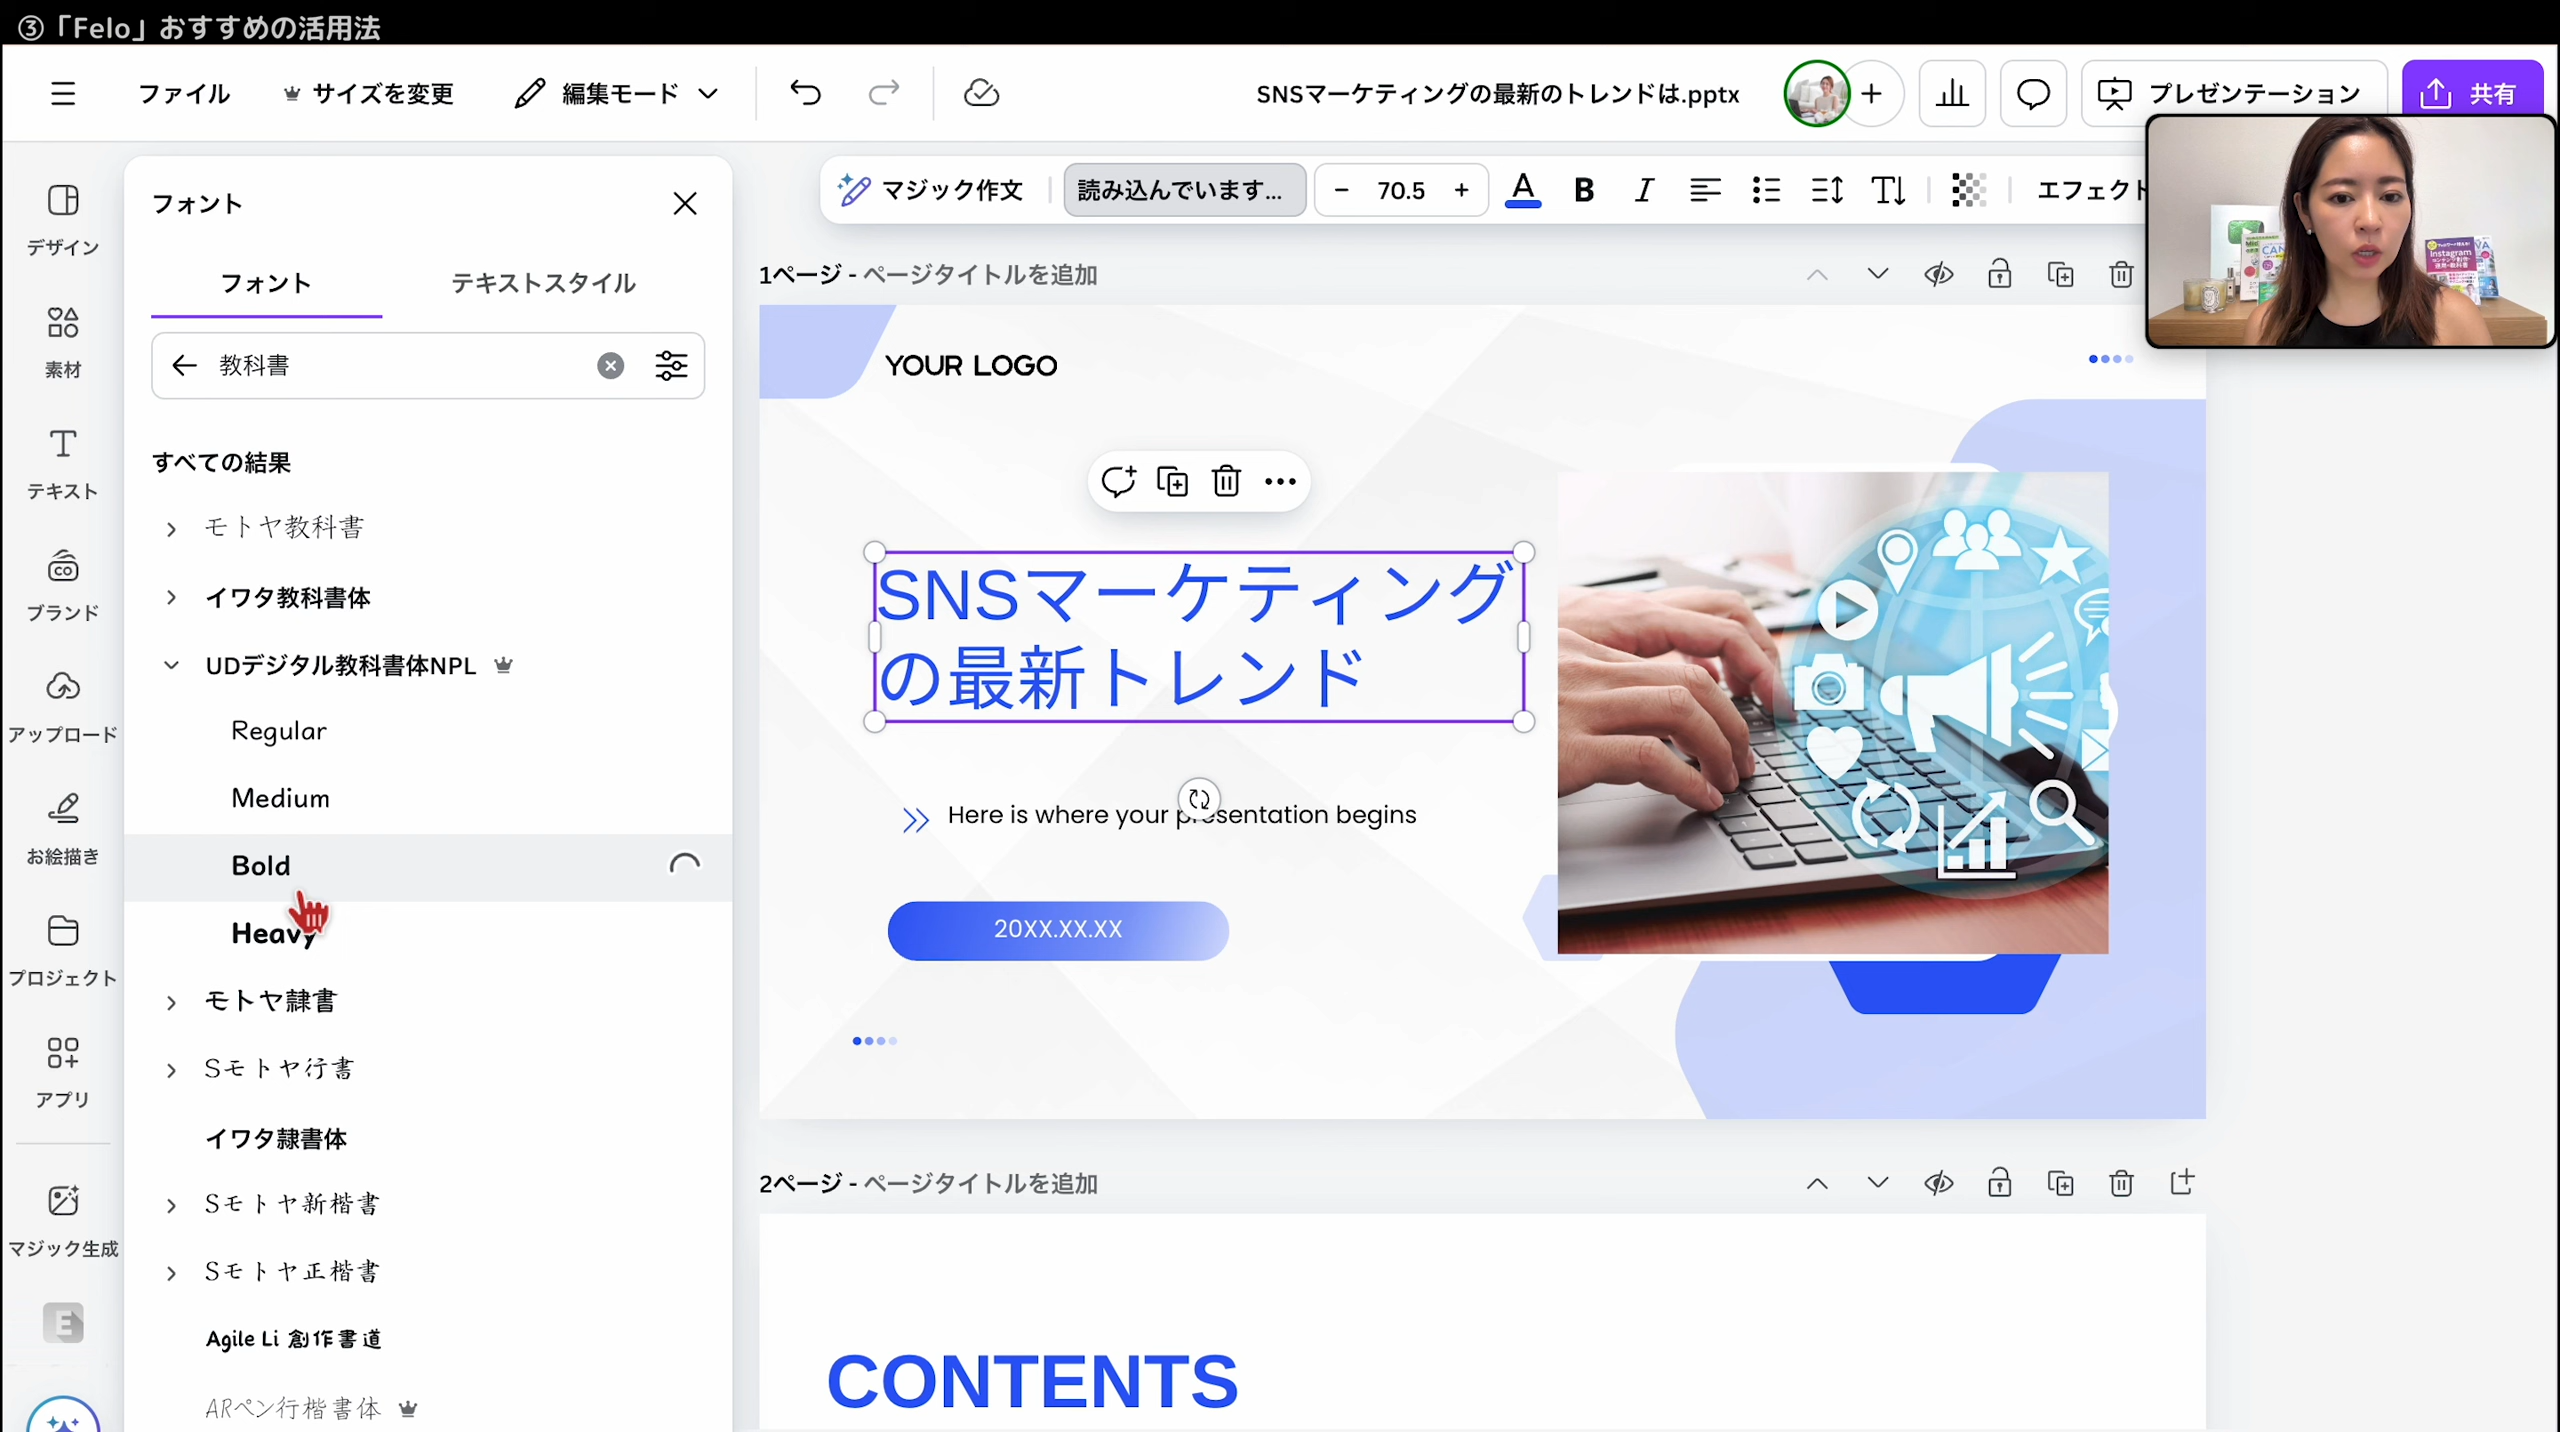 ③「Felo」おすすめの活用法
ファイル
サイズを変更
編集モード
SNSマーケティングの最新のトレンドは.pptx
プレゼンテーション
共有
デザイン
素材
テキスト
ブランド
アップロード
お絵描き
プロジェクト
アプリ
マジック生成
フォント
フォント
テキストスタイル
教科書
すべての結果
モトヤ教科書
イワタ教科書体
UDデジタル教科書体NPL
Regular
Medium
Bold
Heavy
モトヤ隷書
Sモトヤ行書
イワタ隷書体
Sモトヤ新楷書
Sモトヤ正楷書
Agile Li 創作書道
ARペン行楷書体
マジック作文
読み込んでいます...
70.5
エフェクト
1ページ - ページタイトルを追加
YOUR LOGO
SNSマーケティング
の最新トレンド
Here is where your presentation begins
20XX.XX.XX
2ページ - ページタイトルを追加
CONTENTS